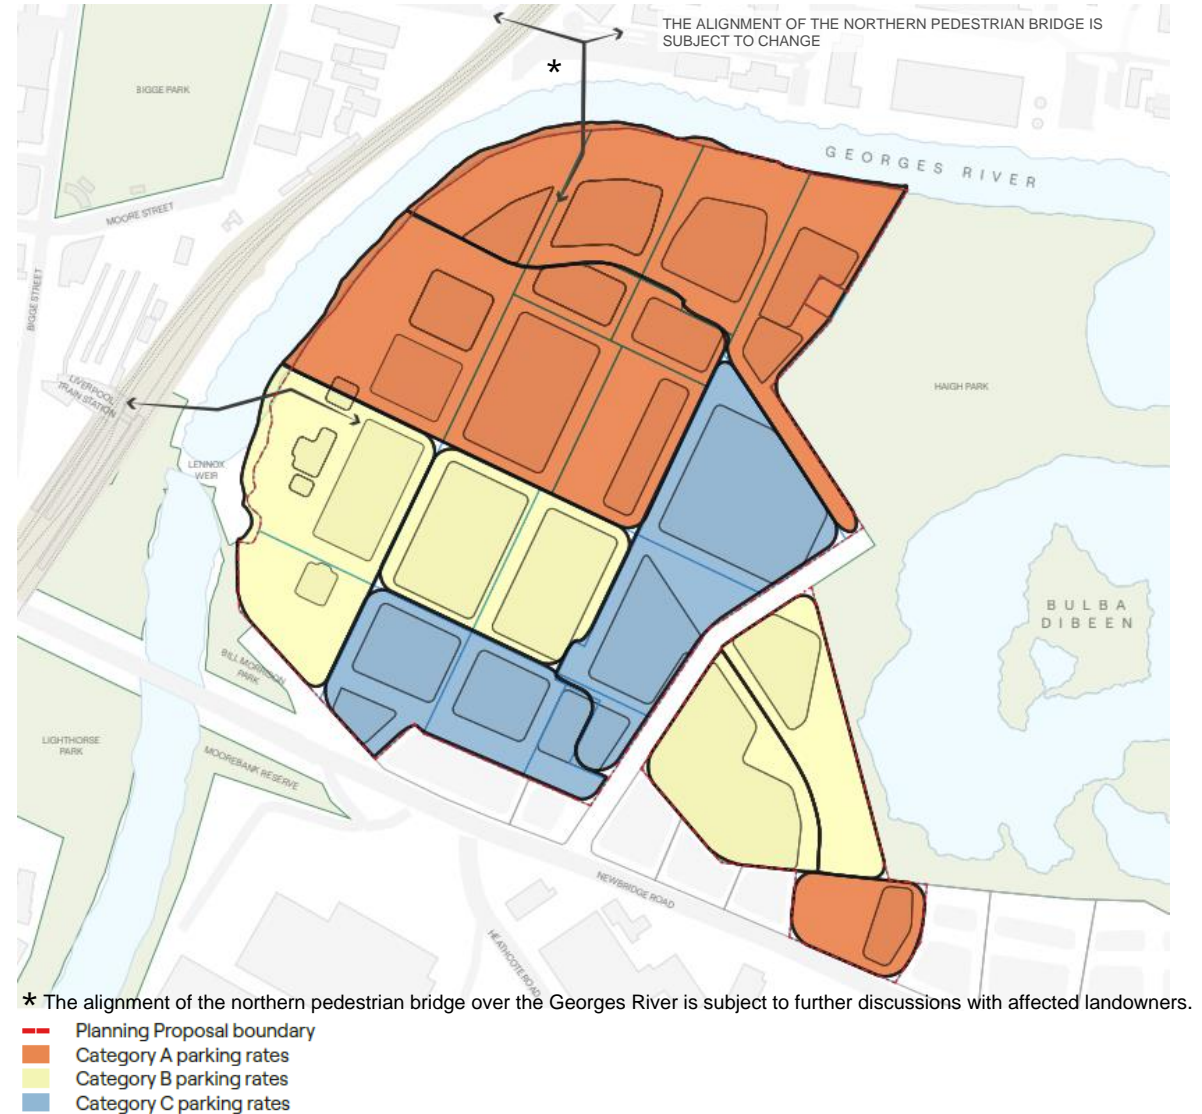 THE ALIGNMENT OF THE NORTHERN PEDESTRIAN BRIDGE IS
SUBJECT TO CHANGE
*
BIGGE PARK
GEORGES RIVER
MOORE STREET
BIGGE STREET
LIVERPOOL
TRAIN STATION
HAIGH PARK
LENNOX
WEIR
BULBA
DIBEEN
BILL MORRISON
PARK
LIGHTHORSE
PARK
MOOREBANK RESERVE
NEWBRIDGE ROAD
HEATHCOTE ROAD
* The alignment of the northern pedestrian bridge over the Georges River is subject to further discussions with affected landowners.
Planning Proposal boundary
Category A parking rates
Category B parking rates
Category C parking rates